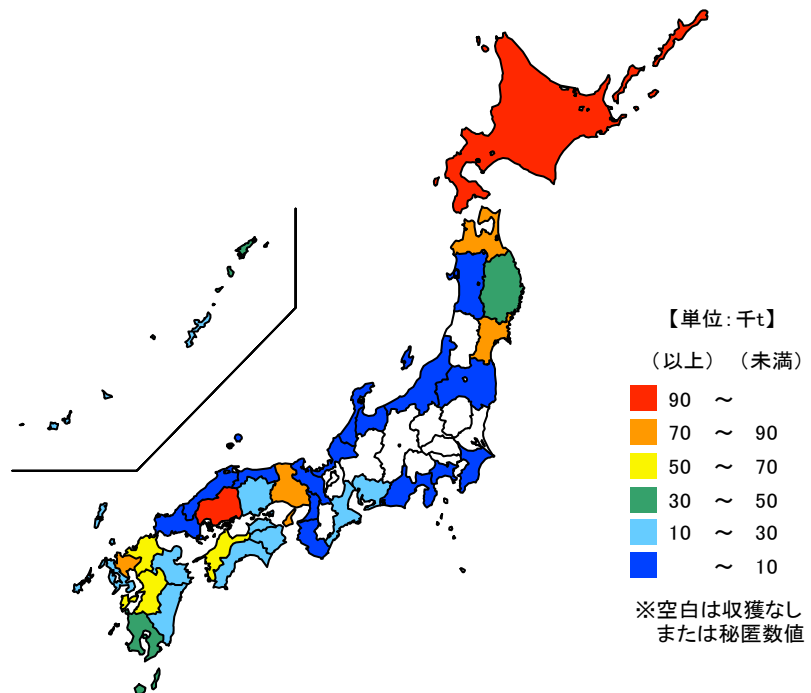 【単位：千t】
（以上） （未満）
90 ～
70 ～ 90
50 ～ 70
30 ～ 50
10 ～ 30
～ 10
※空白は収獲なし
または秘匿数値